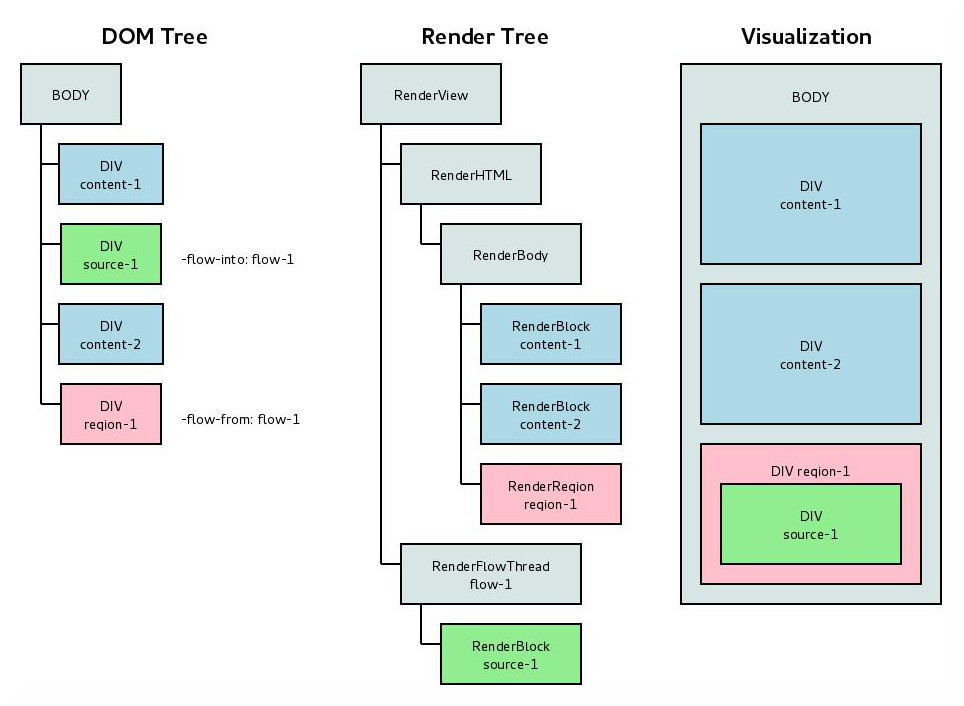 DOM Tree
BODY
DIV
content-1
DIV
source-1
-flow-into: flow-1
DIV
content-2
DIV
region-1
-flow-from: flow-1
Render Tree
RenderView
RenderHTML
RenderBody
RenderBlock
content-1
RenderBlock
content-2
RenderRegion
region-1
RenderFlowThread
flow-1
RenderBlock
source-1
Visualization
BODY
DIV
content-1
DIV
content-2
DIV region-1
DIV
source-1